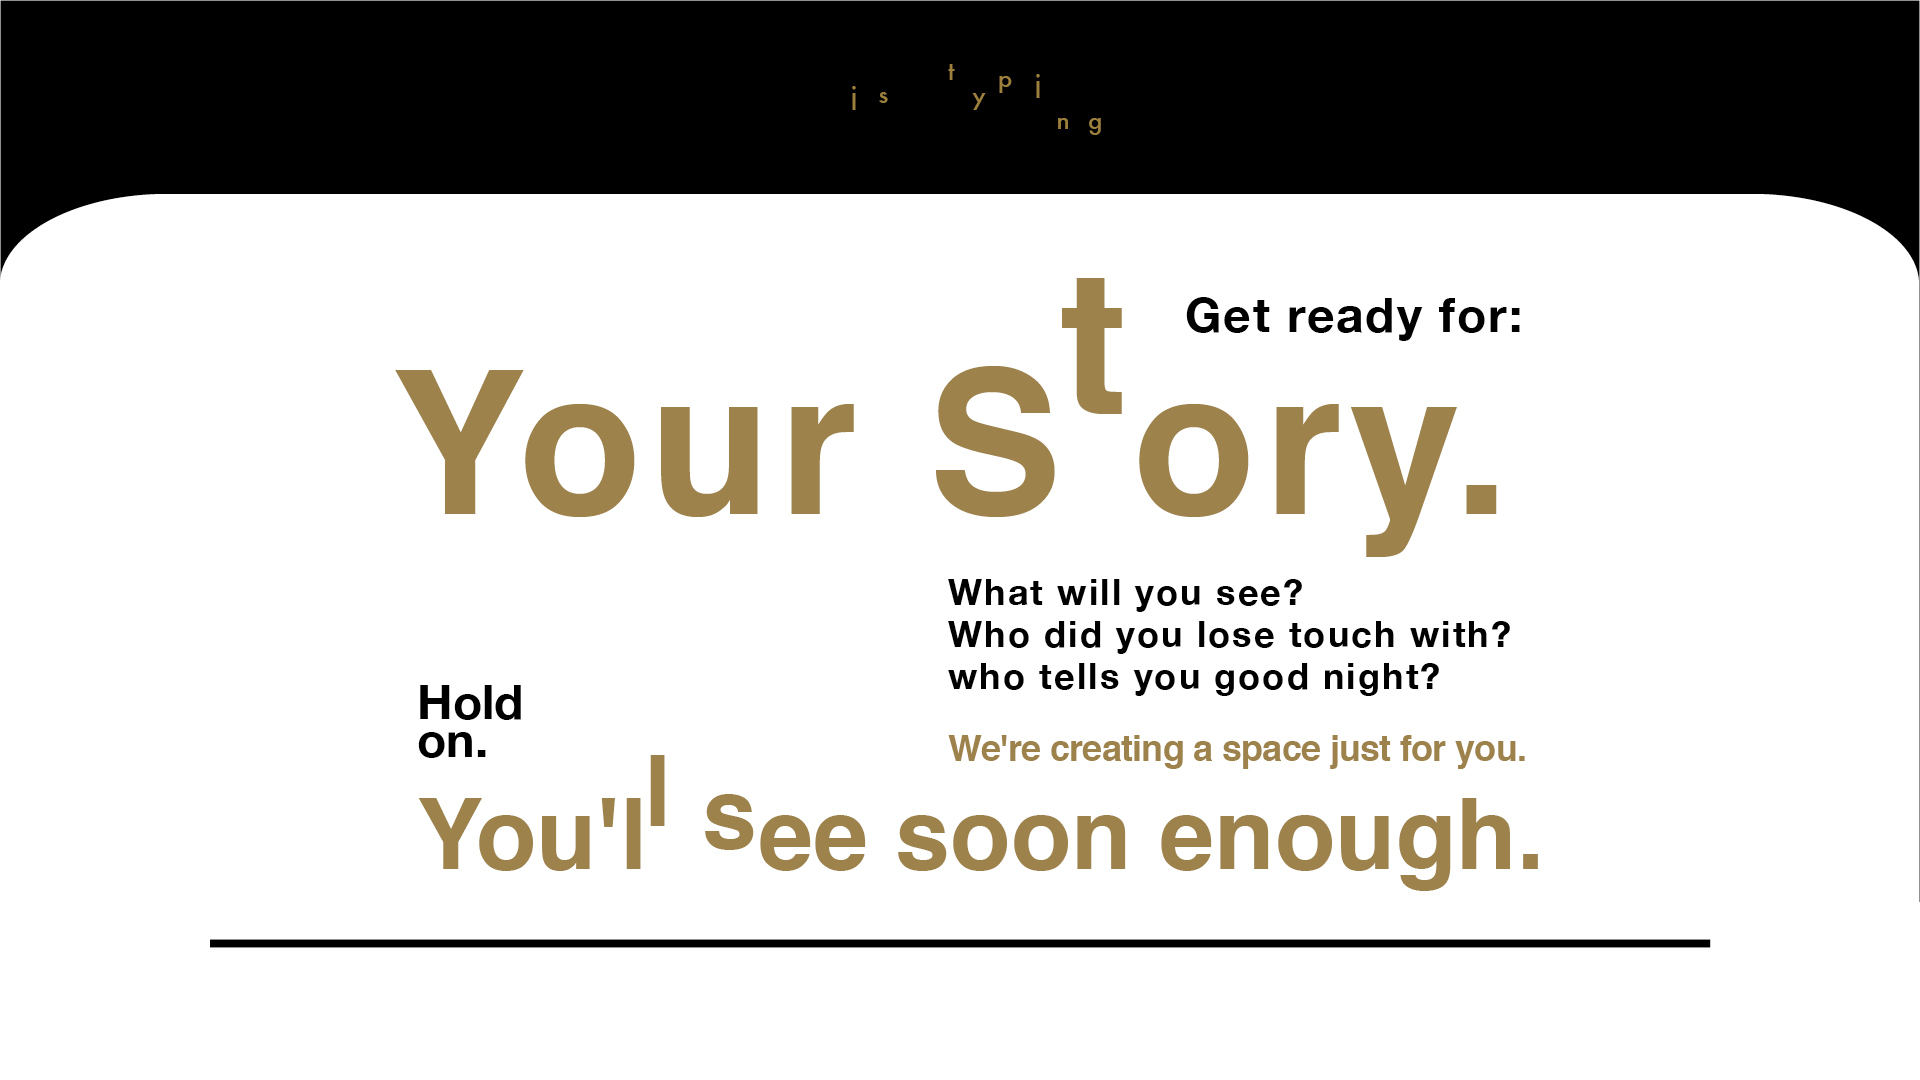 is typing
Get ready for:
Your Story.
What will you see?
Who did you lose touch with?
who tells you good night?
Hold
on.
We're creating a space just for you.
You'll see soon enough.